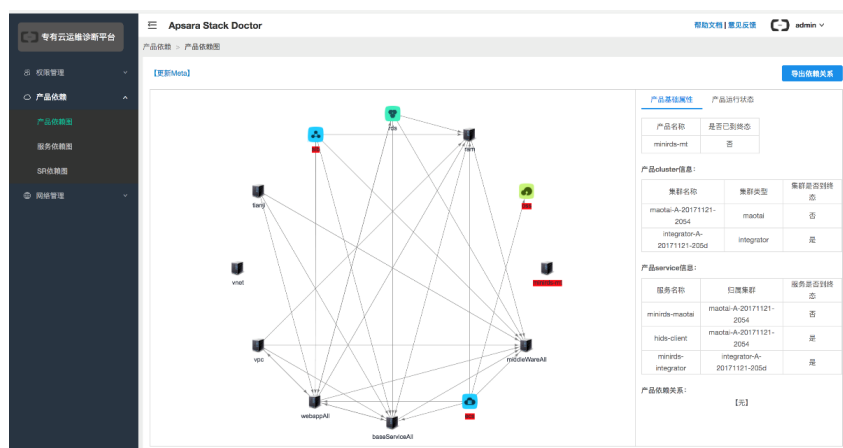 专有云运维诊断平台
Apsara Stack Doctor
帮助文档 | 意见反馈
admin
产品依赖 > 产品依赖图
权限管理
产品依赖
产品依赖图
服务依赖图
SR依赖图
网络管理
【更新Meta】
导出依赖关系
rds
ram
tianji
vnet
vpc
middleWareAll
webappAll
baseServiceAll
产品基础属性 产品运行状态
产品名称 是否已到终态
minirds-mt 否
产品cluster信息：
集群名称 集群类型 集群是否到终态
maotai-A-20171121-2054 maotai 否
integrator-A-20171121-205d integrator 是
产品service信息：
服务名称 归属集群 服务是否到终态
minirds-maotai maotai-A-20171121-2054 否
hids-client maotai-A-20171121-2054 是
minirds-integrator integrator-A-20171121-205d 是
产品依赖关系：
【无】